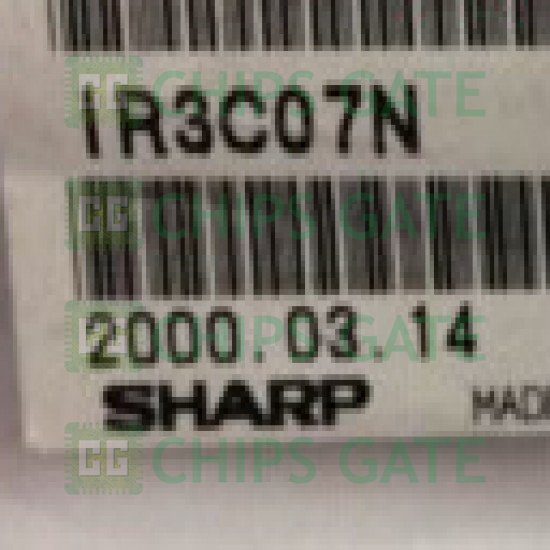 CHIPS GATE
IR3C07N
CHIPS GATE
2000.03.14
CHIPS GATE
SHARP
CHIPS GATE